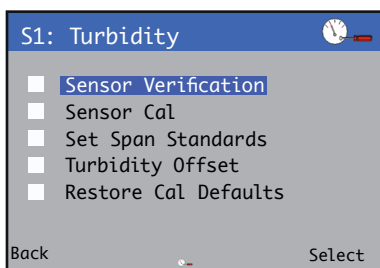 S1: Turbidity
Sensor Verification
Sensor Cal
Set Span Standards
Turbidity Offset
Restore Cal Defaults
Back Select